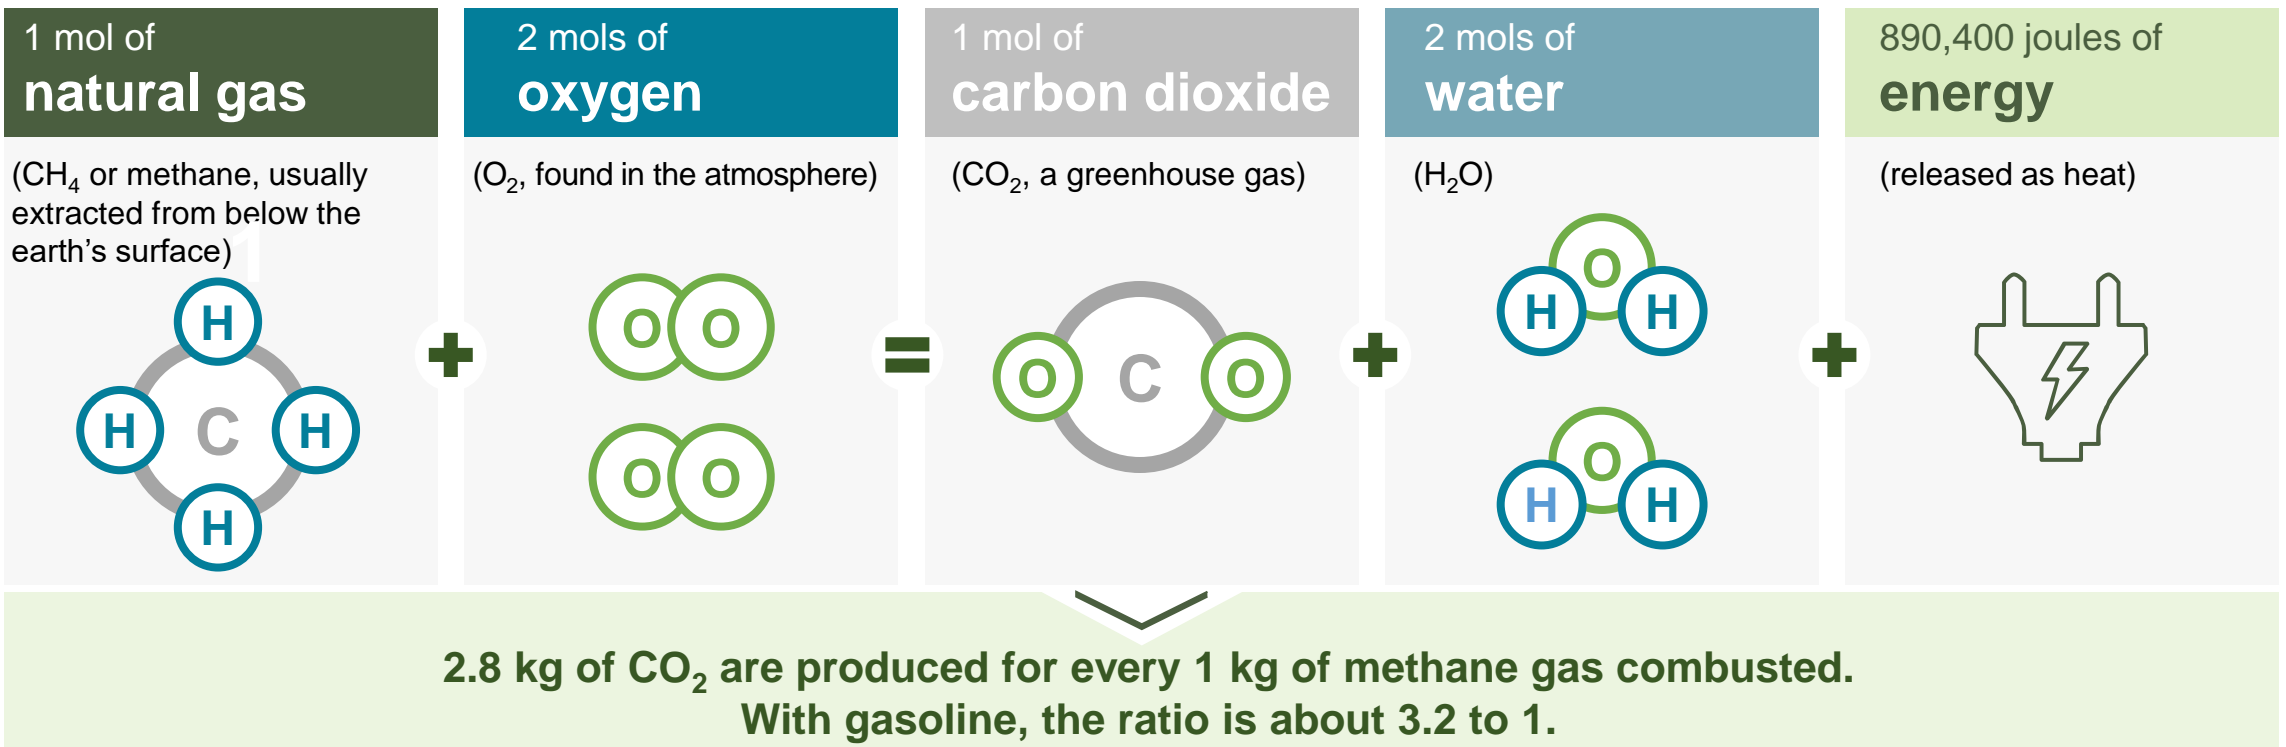 1 mol of
natural gas
(CH₄ or methane, usually
extracted from below the
earth’s surface)
1
H
H C H
H
2 mols of
oxygen
(O₂, found in the atmosphere)
O O
O O
1 mol of
carbon dioxide
(CO₂, a greenhouse gas)
O C O
2 mols of
water
(H₂O)
O
H H
O
H H
890,400 joules of
energy
(released as heat)
2.8 kg of CO₂ are produced for every 1 kg of methane gas combusted.
With gasoline, the ratio is about 3.2 to 1.